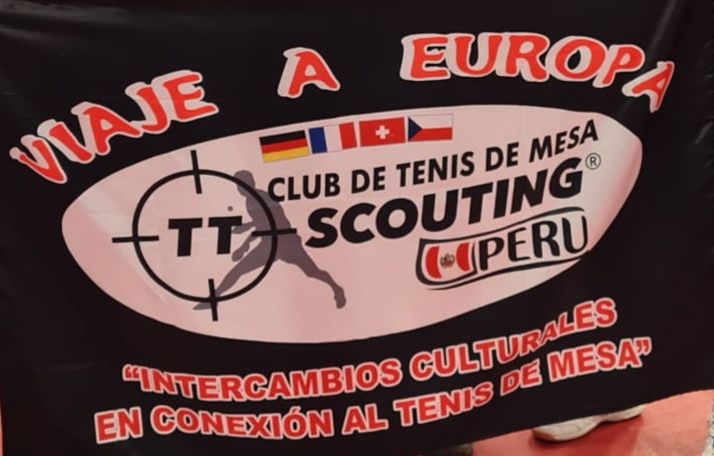 VIAJE A EUROPA
CLUB DE TENIS DE MESA
TT SCOUTING®
PERU
“INTERCAMBIOS CULTURALES
EN CONEXIÓN AL TENIS DE MESA”